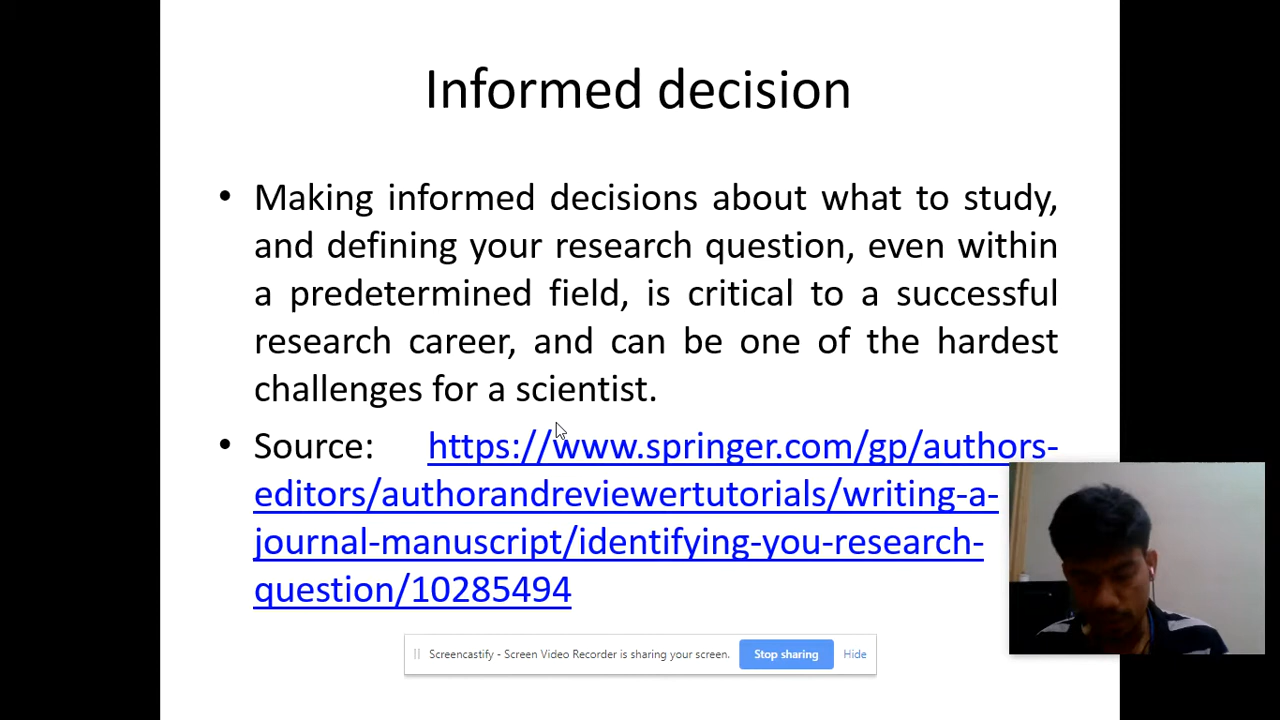 Informed decision
• Making informed decisions about what to study,
and defining your research question, even within
a predetermined field, is critical to a successful
research career, and can be one of the hardest
challenges for a scientist.
• Source: https://www.springer.com/gp/authors-
editors/authorandreviewertutorials/writing-a-
journal-manuscript/identifying-you-research-
question/10285494
Screencastify - Screen Video Recorder is sharing your screen. Stop sharing Hide